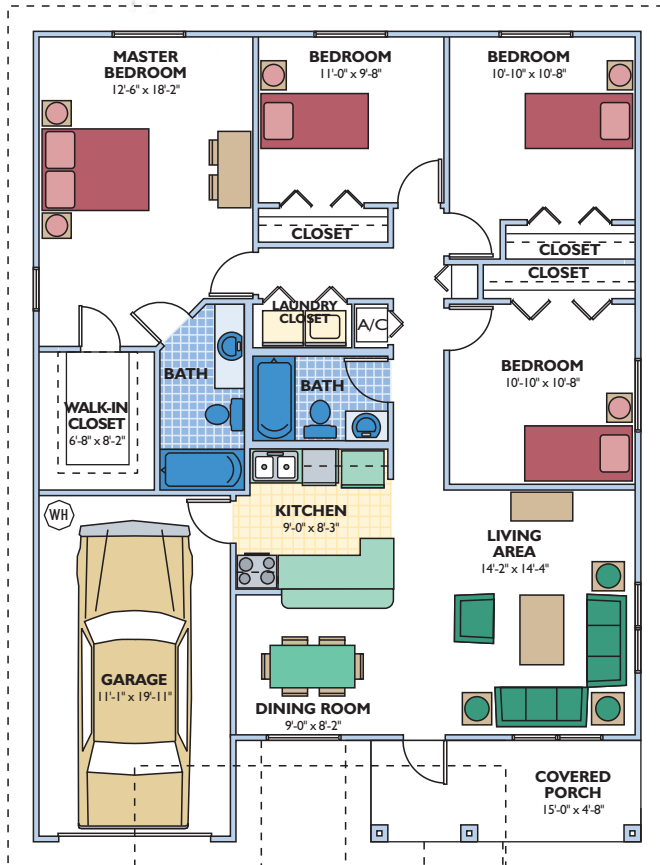 MASTER
BEDROOM
12'-6" x 18'-2"
BEDROOM
11'-0" x 9'-8"
BEDROOM
10'-10" x 10'-8"
CLOSET
CLOSET
CLOSET
LAUNDRY
CLOSET
A/C
BATH
BATH
BEDROOM
10'-10" x 10'-8"
WALK-IN
CLOSET
6'-8" x 8'-2"
WH
KITCHEN
9'-0" x 8'-3"
LIVING
AREA
14'-2" x 14'-4"
GARAGE
11'-1" x 19'-11"
DINING ROOM
9'-0" x 8'-2"
COVERED
PORCH
15'-0" x 4'-8"